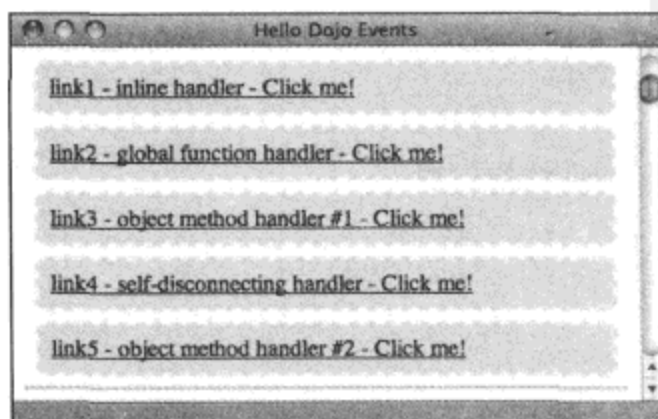 Hello Dojo Events
link1 - inline handler - Click me!
link2 - global function handler - Click me!
link3 - object method handler #1 - Click me!
link4 - self-disconnecting handler - Click me!
link5 - object method handler #2 - Click me!